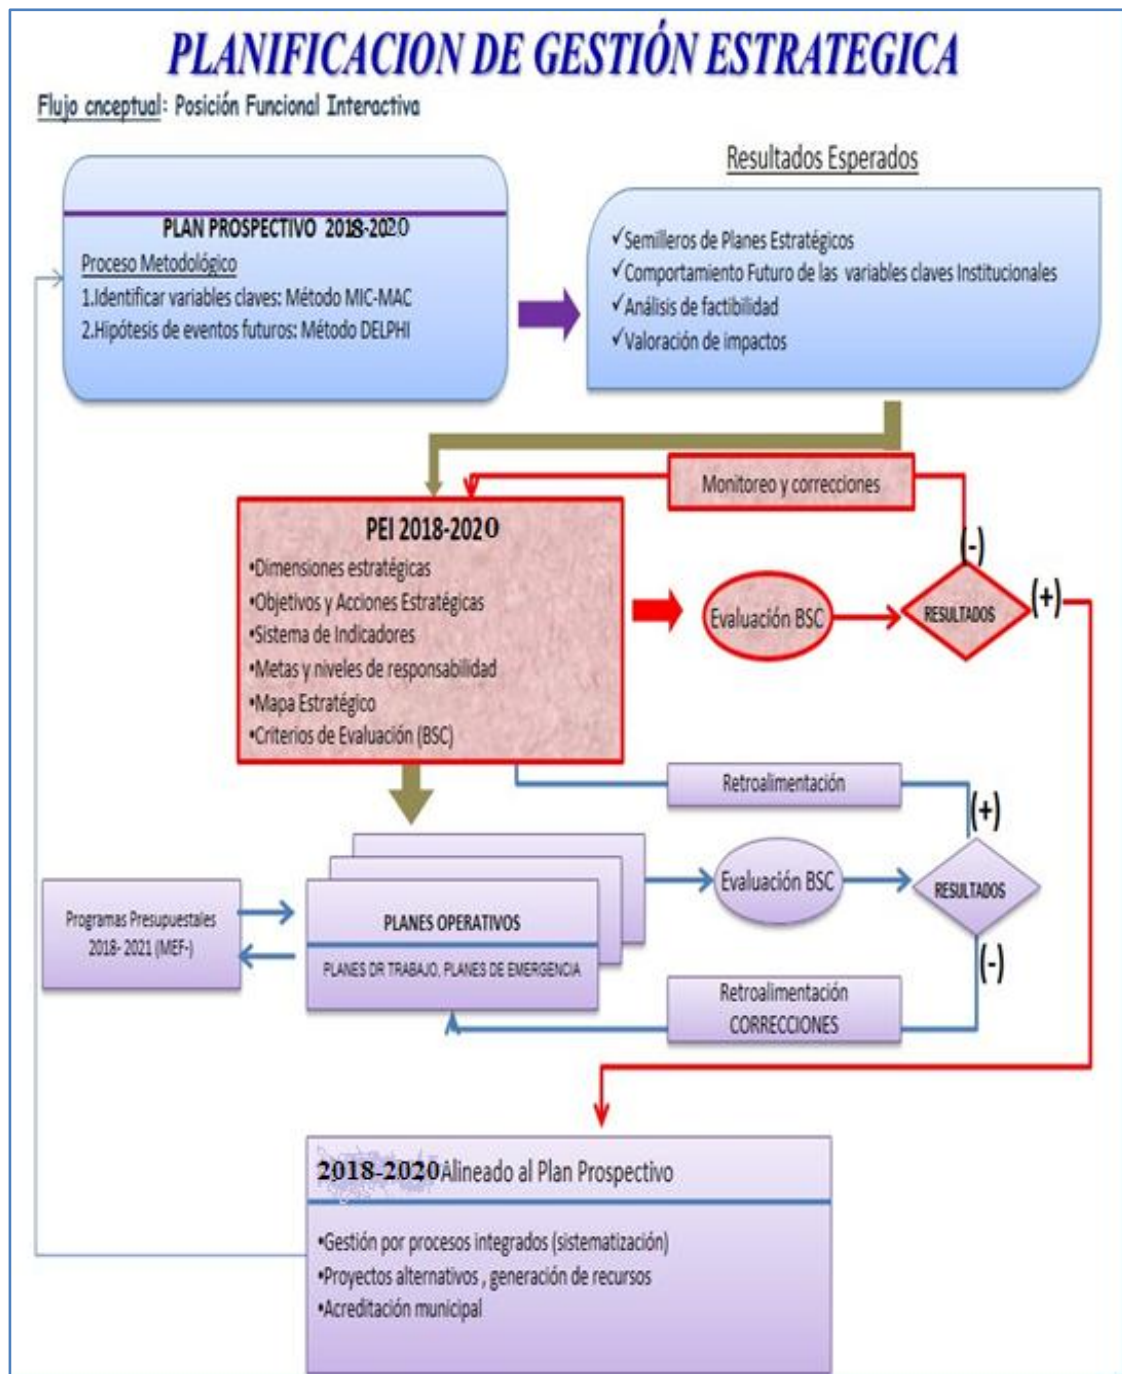 PLANIFICACION DE GESTIÓN ESTRATEGICA
Flujo cnceptual: Posición Funcional Interactiva
PLAN PROSPECTIVO 2018-2020
Proceso Metodológico
1.Identificar variables claves: Método MIC-MAC
2.Hipótesis de eventos futuros: Método DELPHI
Resultados Esperados
✓Semilleros de Planes Estratégicos
✓Comportamiento Futuro de las variables claves Institucionales
✓Análisis de factibilidad
✓Valoración de impactos
Monitoreo y correcciones
PEI 2018-2020
•Dimensiones estratégicas
•Objetivos y Acciones Estratégicas
•Sistema de Indicadores
•Metas y niveles de responsabilidad
•Mapa Estratégico
•Criterios de Evaluación (BSC)
Evaluación BSC
RESULTADOS
(-)
(+)
Retroalimentación
(+)
Programas Presupuestales
2018- 2021 (MEF-)
PLANES OPERATIVOS
PLANES DR TRABAJO, PLANES DE EMERGENCIA
Evaluación BSC
RESULTADOS
(-)
Retroalimentación
CORRECCIONES
2018-2020 Alineado al Plan Prospectivo
•Gestión por procesos integrados (sistematización)
•Proyectos alternativos , generación de recursos
•Acreditación municipal